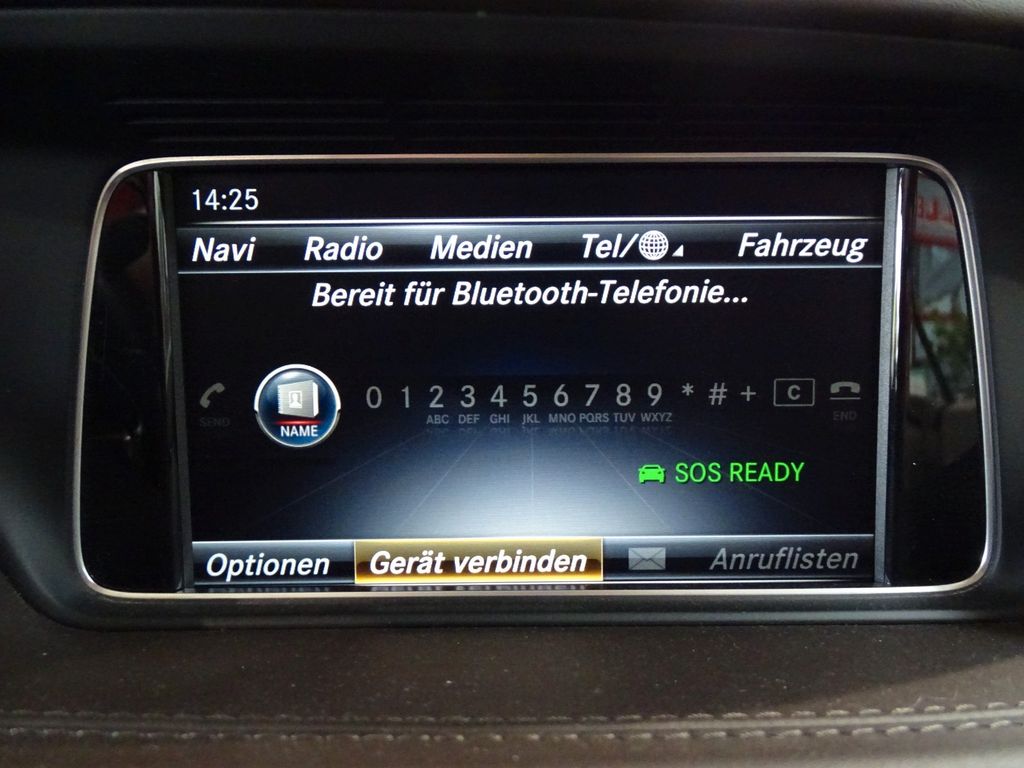 14:25
Navi Radio Medien Tel/ Fahrzeug
Bereit für Bluetooth-Telefonie...
0 1 2 3 4 5 6 7 8 9 * # + C
SEND NAME ABC DEF GHI JKL MNO PQRS TUV WXYZ END
SOS READY
Optionen Gerät verbinden Anruflisten